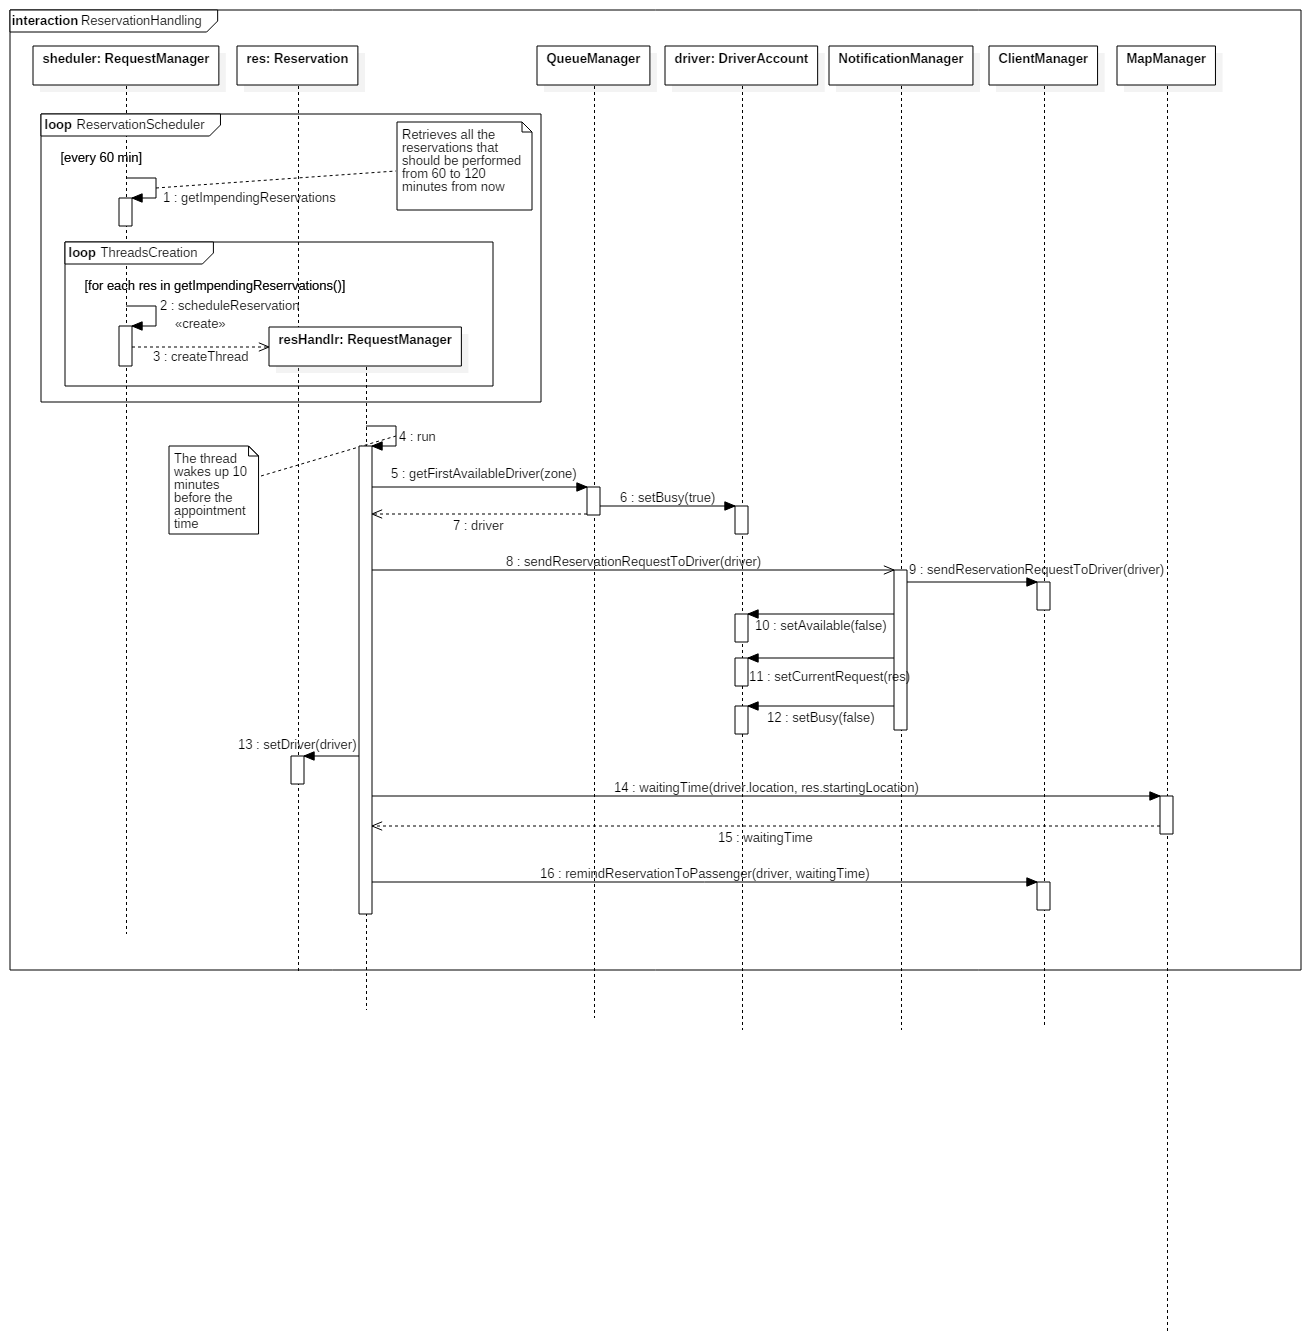 interaction ReservationHandling
sheduler: RequestManager
res: Reservation
QueueManager
driver: DriverAccount
NotificationManager
ClientManager
MapManager
loop ReservationScheduler
Retrieves all the
reservations that
should be performed
from 60 to 120
minutes from now
[every 60 min]
1 : getImpendingReservations
loop ThreadsCreation
[for each res in getImpendingReserrvations()]
2 : scheduleReservation
«create»
resHandlr: RequestManager
3 : createThread
4 : run
The thread
wakes up 10
minutes
before the
appointment
time
5 : getFirstAvailableDriver(zone)
6 : setBusy(true)
7 : driver
8 : sendReservationRequestToDriver(driver)
9 : sendReservationRequestToDriver(driver)
10 : setAvailable(false)
11 : setCurrentRequest(res)
12 : setBusy(false)
13 : setDriver(driver)
14 : waitingTime(driver.location, res.startingLocation)
15 : waitingTime
16 : remindReservationToPassenger(driver, waitingTime)